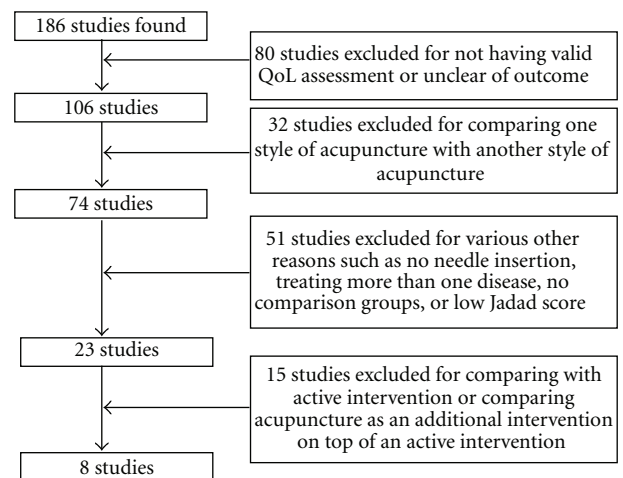 186 studies found
80 studies excluded for not having valid
QoL assessment or unclear of outcome
106 studies
32 studies excluded for comparing one
style of acupuncture with another style of
acupuncture
74 studies
51 studies excluded for various other
reasons such as no needle insertion,
treating more than one disease, no
comparison groups, or low Jadad score
23 studies
15 studies excluded for comparing with
active intervention or comparing
acupuncture as an additional intervention
on top of an active intervention
8 studies